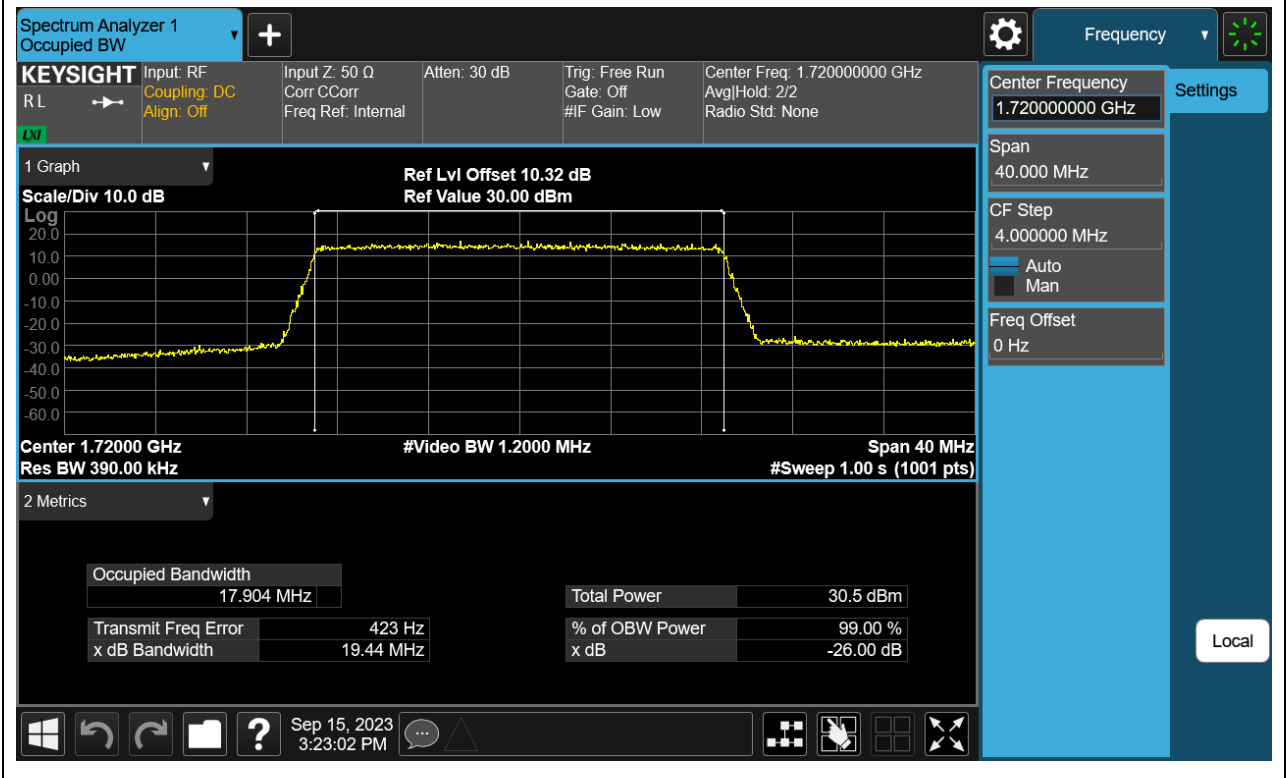 Spectrum Analyzer 1
Occupied BW
Frequency
KEYSIGHT
R L
LXI
Input: RF
Coupling: DC
Align: Off
Input Z: 50 Ω
Corr CCorr
Freq Ref: Internal
Atten: 30 dB
Trig: Free Run
Gate: Off
#IF Gain: Low
Center Freq: 1.720000000 GHz
Avg|Hold: 2/2
Radio Std: None
Center Frequency
1.720000000 GHz
Settings
Span
40.000 MHz
CF Step
4.000000 MHz
Auto
Man
Freq Offset
0 Hz
Local
1 Graph
Ref Lvl Offset 10.32 dB
Scale/Div 10.0 dB
Ref Value 30.00 dBm
Log
20.0
10.0
0.00
-10.0
-20.0
-30.0
-40.0
-50.0
-60.0
Center 1.72000 GHz
#Video BW 1.2000 MHz
Span 40 MHz
Res BW 390.00 kHz
#Sweep 1.00 s (1001 pts)
2 Metrics
Occupied Bandwidth
17.904 MHz
Total Power 30.5 dBm
Transmit Freq Error 423 Hz
% of OBW Power 99.00 %
x dB Bandwidth 19.44 MHz
x dB -26.00 dB
?
Sep 15, 2023
3:23:02 PM